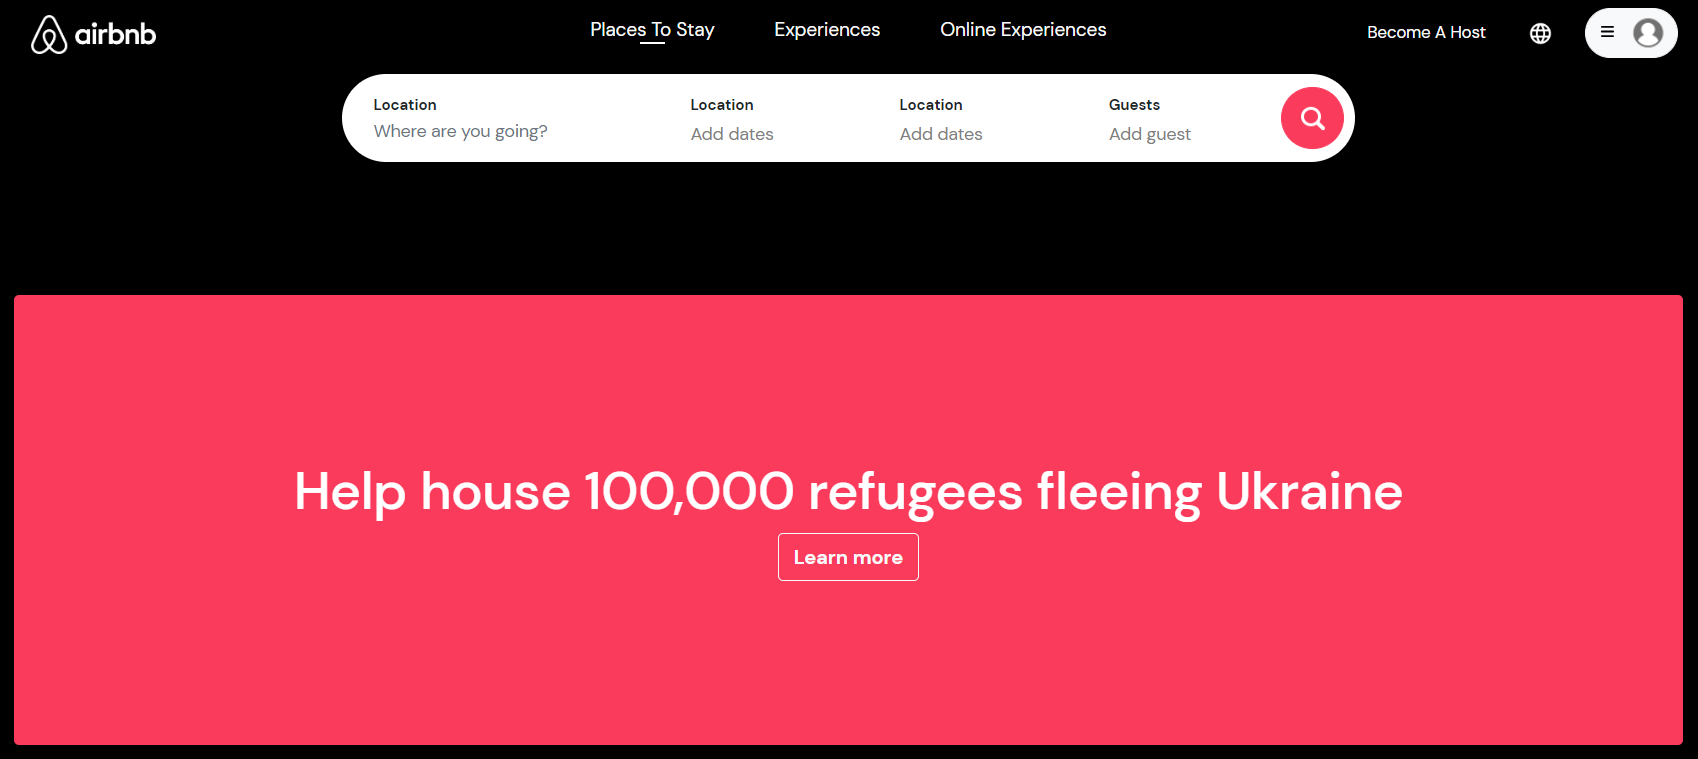 airbnb
Places To Stay
Experiences
Online Experiences
Become A Host
Location
Where are you going?
Location
Add dates
Location
Add dates
Guests
Add guest
Help house 100,000 refugees fleeing Ukraine
Learn more